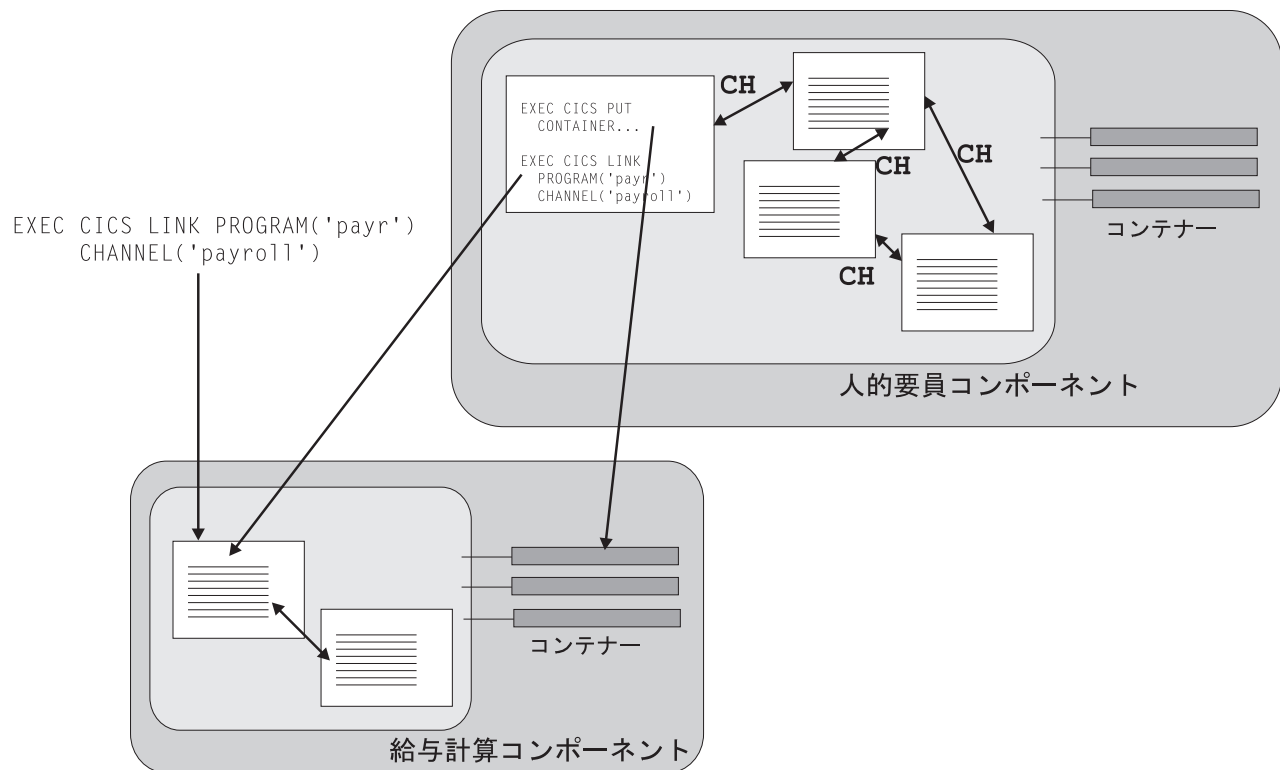 EXEC CICS PUT
CONTAINER...
EXEC CICS LINK
PROGRAM('payr')
CHANNEL('payroll')
CH
CH
CH
CH
コンテナー
人的要員コンポーネント
EXEC CICS LINK PROGRAM('payr')
CHANNEL('payroll')
コンテナー
給与計算コンポーネント